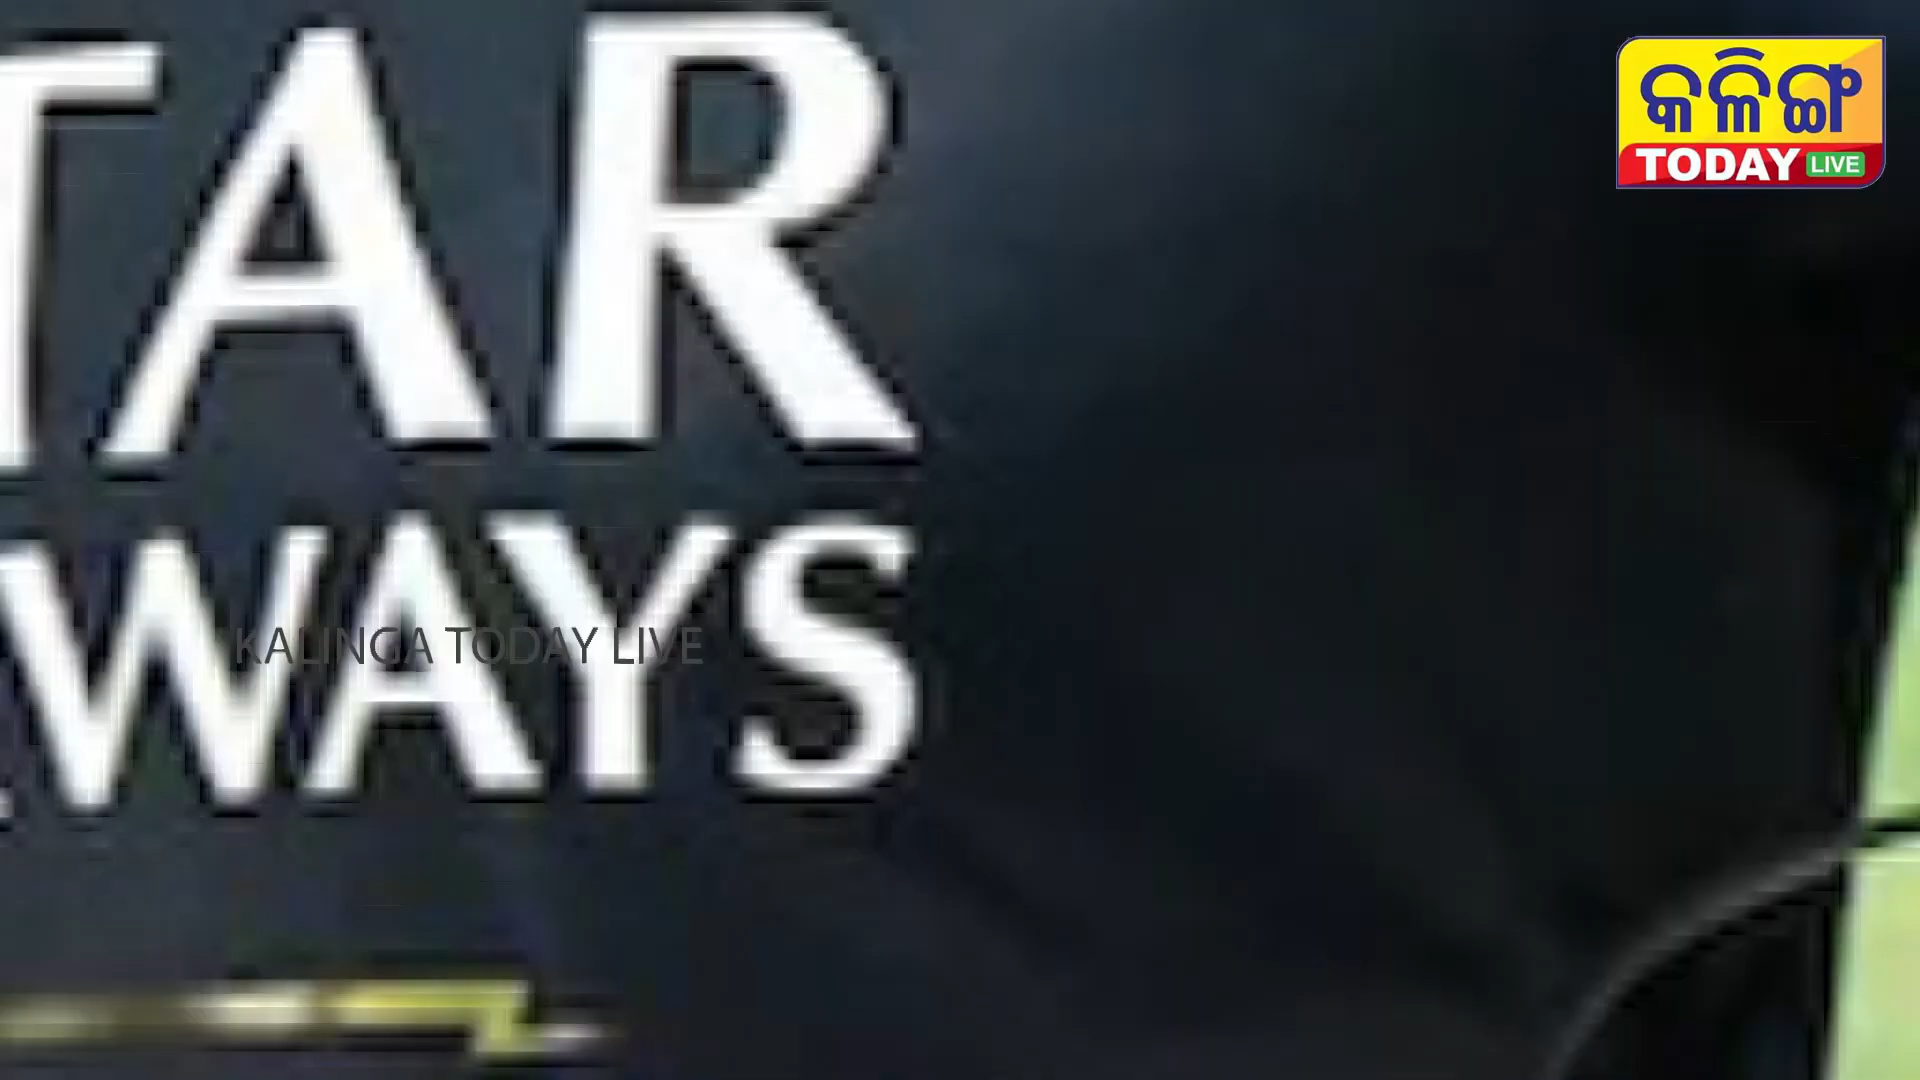 TAR
WAYS
KALINGA TODAY LIVE
କଳିଙ୍ଗ
TODAY LIVE